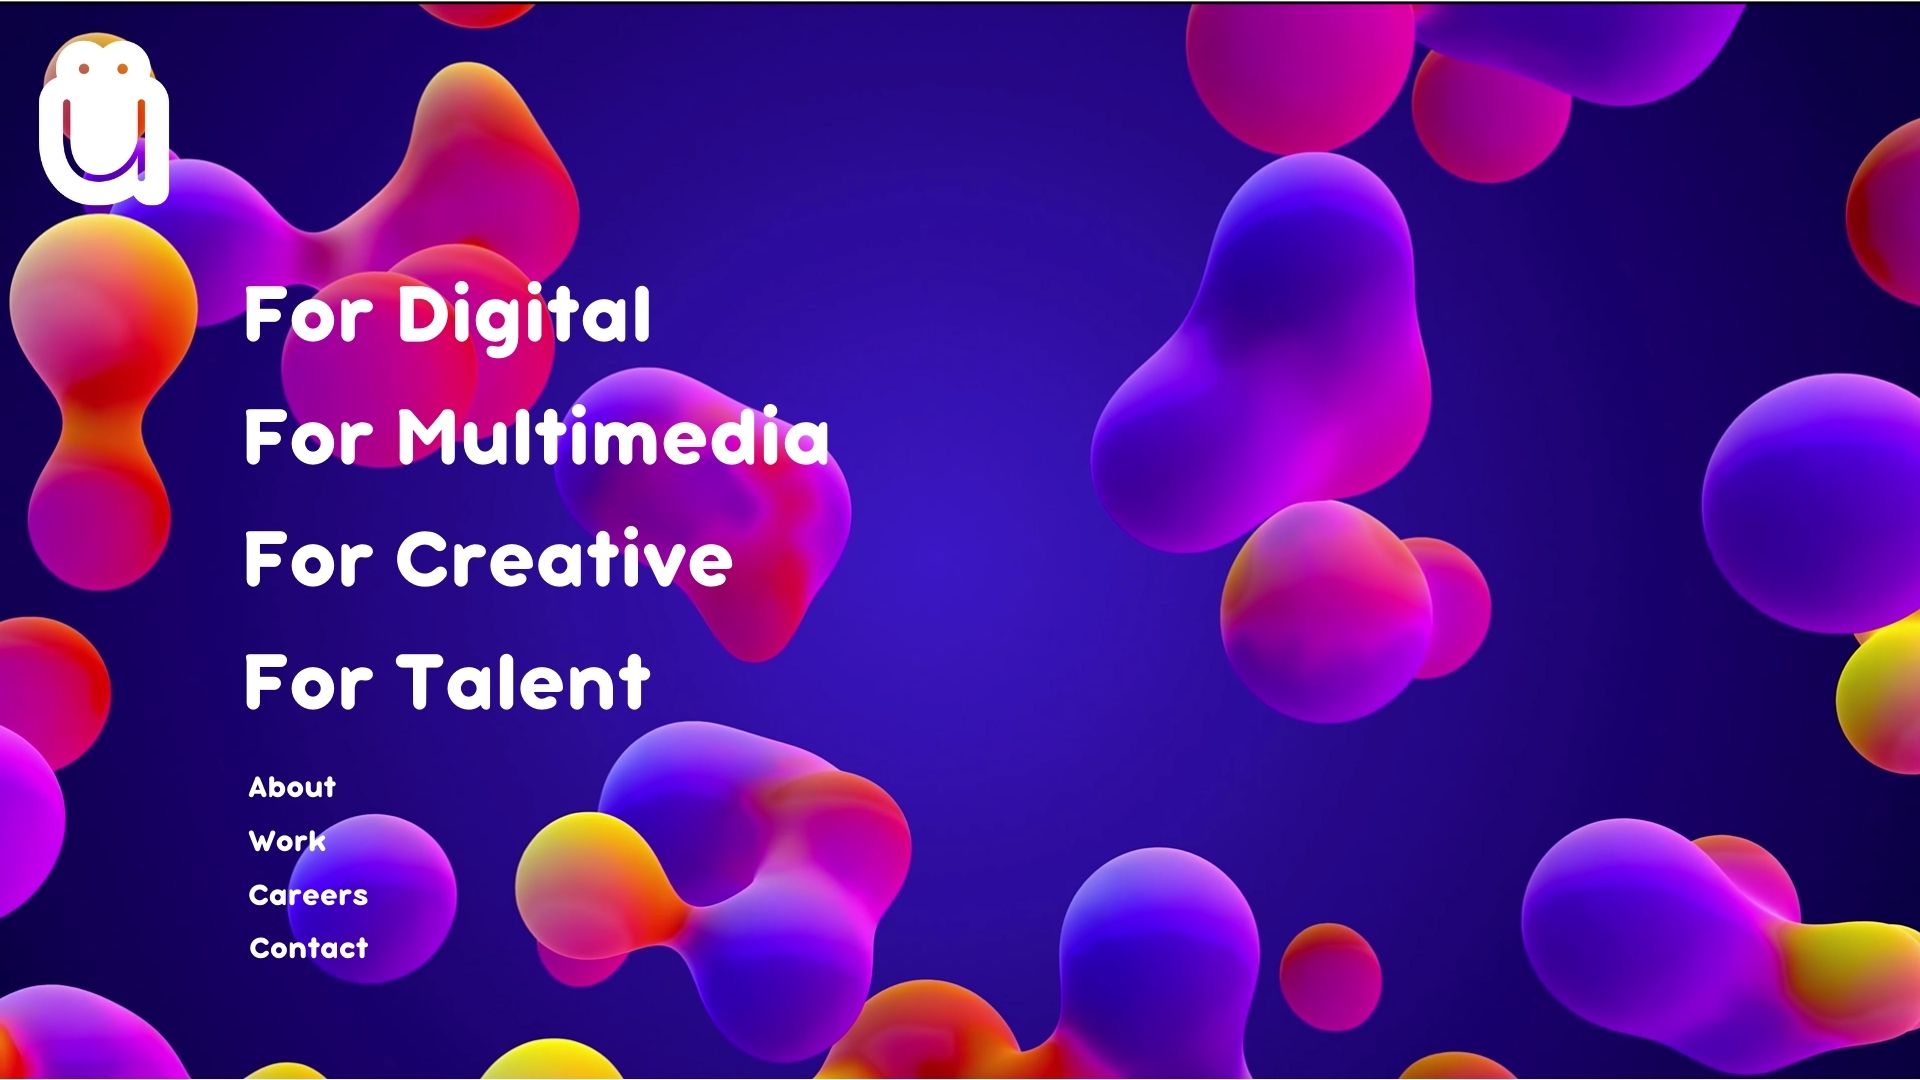 ü
For Digital
For Multimedia
For Creative
For Talent
About
Work
Careers
Contact